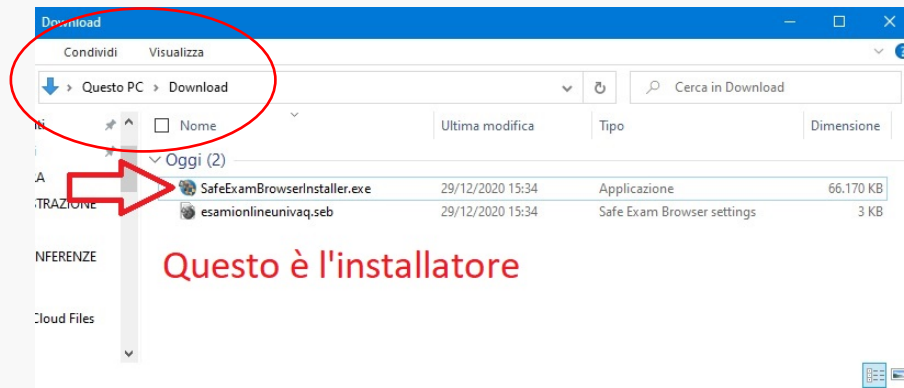 Download
Condividi Visualizza
Questo PC > Download
Cerca in Download
Nome Ultima modifica Tipo Dimensione
Oggi (2)
SafeExamBrowserInstaller.exe 29/12/2020 15:34 Applicazione 66.170 KB
esamionlineunivaq.seb 29/12/2020 15:34 Safe Exam Browser settings 3 KB
STRAZIONE
NFERENZE
Questo è l'installatore
Cloud Files